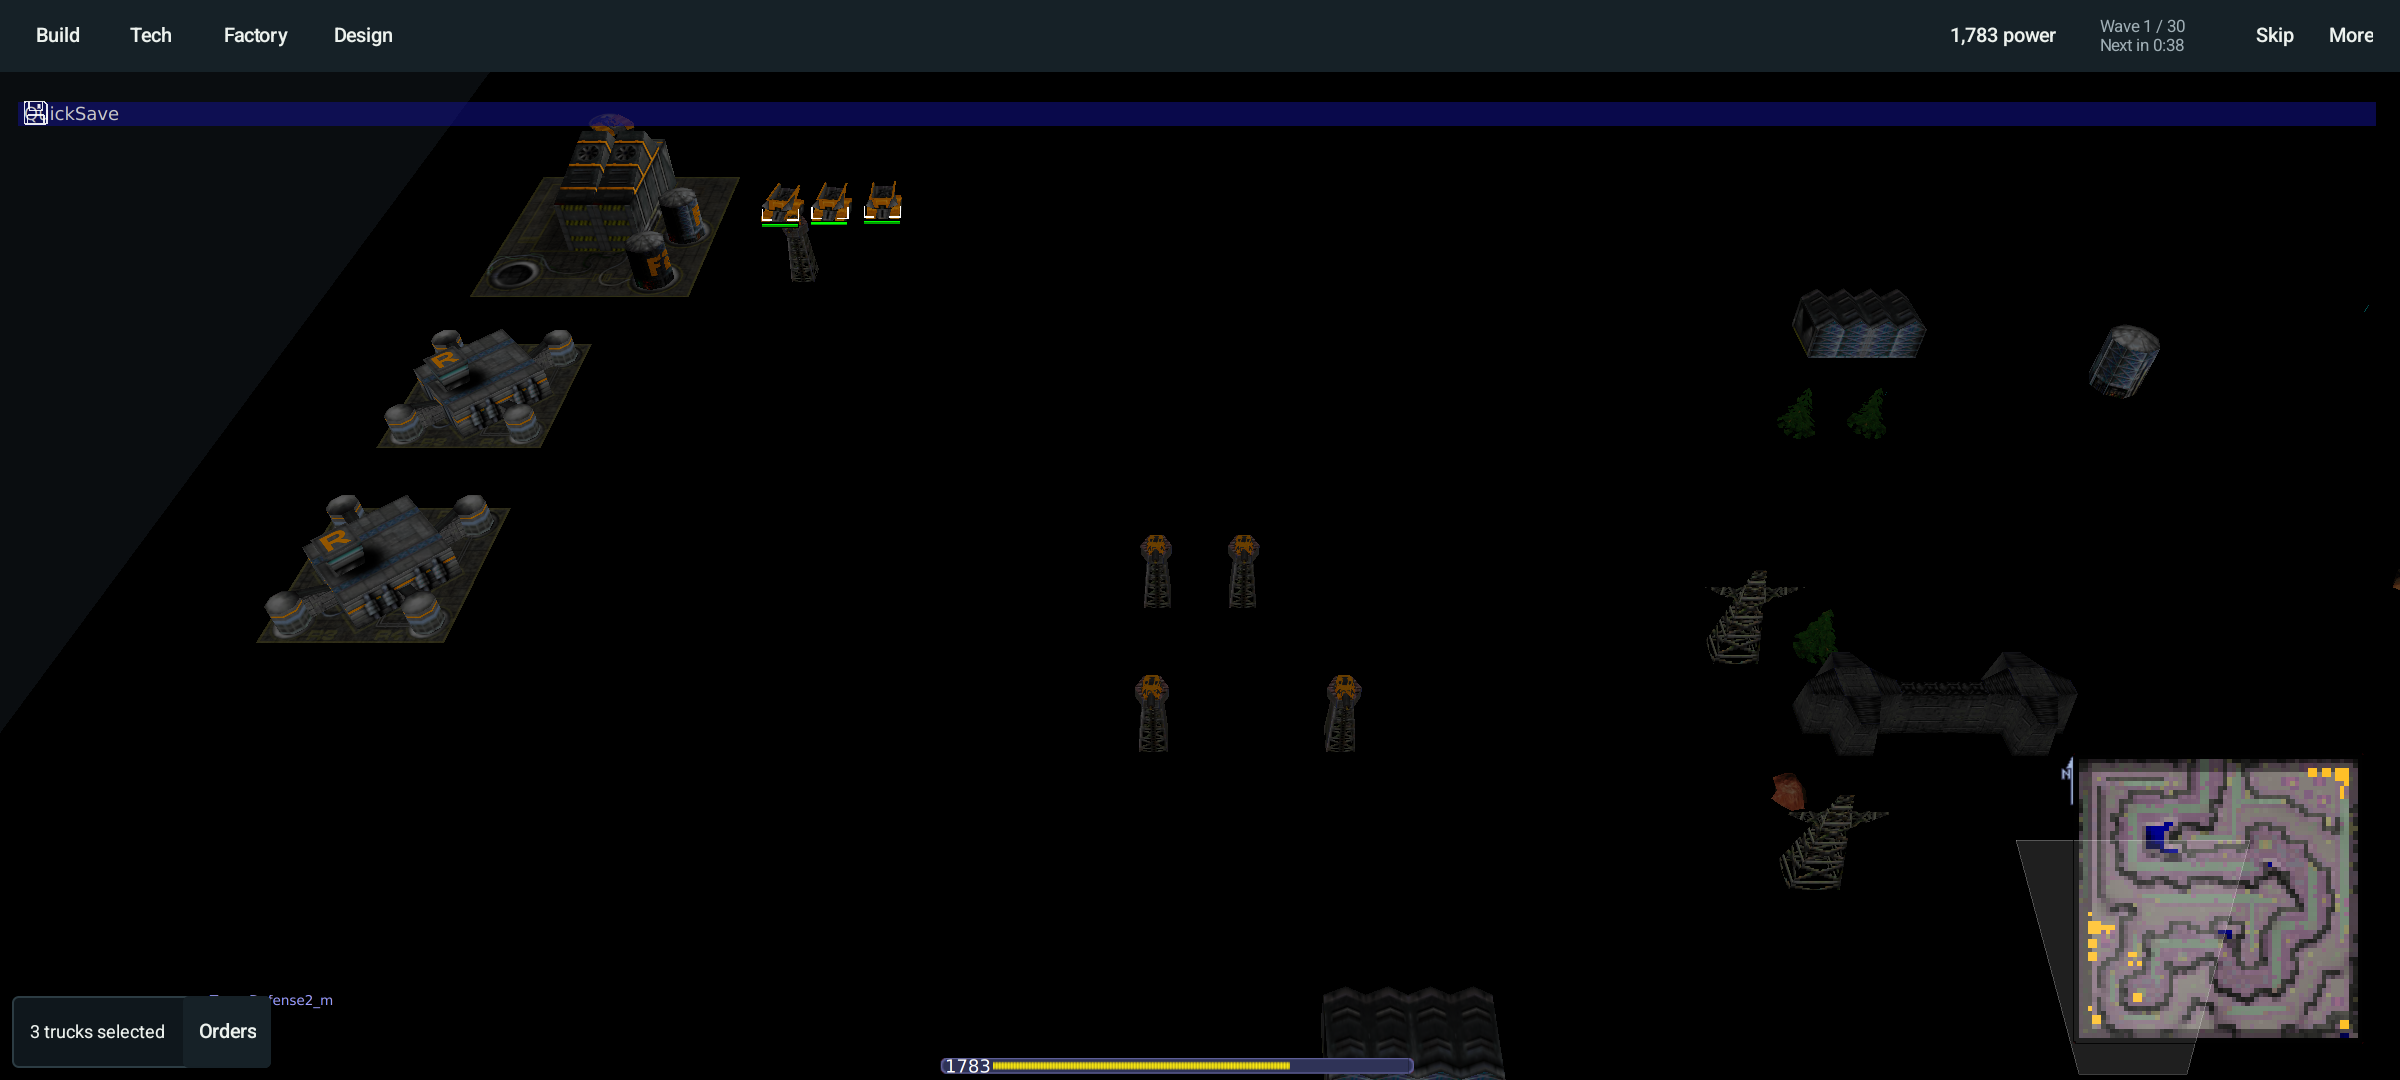 Build Tech Factory Design 1,783 power Wave 1 / 30 Skip More
Next in 0:38
ickSave
R
R
N
fense2_m
3 trucks selected Orders
1783